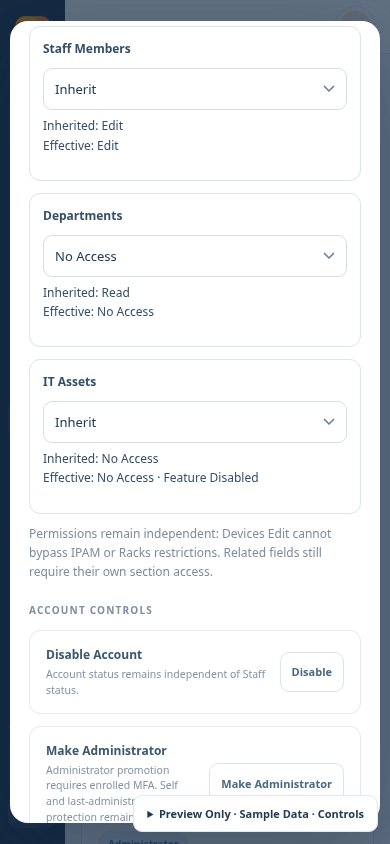 Staff Members
Inherit
Inherited: Edit
Effective: Edit
Departments
No Access
Inherited: Read
Effective: No Access
IT Assets
Inherit
Inherited: No Access
Effective: No Access · Feature Disabled
Permissions remain independent: Devices Edit cannot
bypass IPAM or Racks restrictions. Related fields still
require their own section access.
ACCOUNT CONTROLS
Disable Account
Account status remains independent of Staff
status.
Disable
Make Administrator
Administrator promotion
requires enrolled MFA. Self
and last-administr
protection remain
Make Administrator
▶ Preview Only · Sample Data · Controls
Administrator